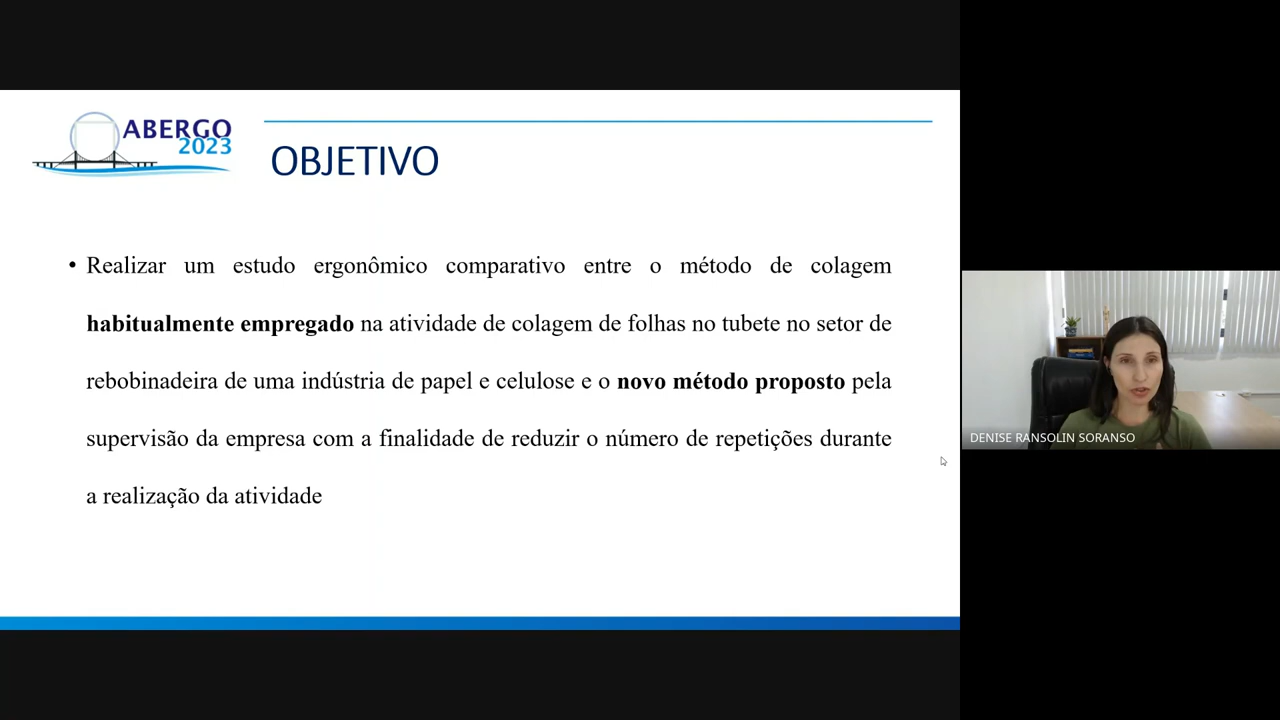 ABERGO
2023
OBJETIVO
• Realizar um estudo ergonômico comparativo entre o método de colagem
habitualmente empregado na atividade de colagem de folhas no tubete no setor de
rebobinadeira de uma indústria de papel e celulose e o novo método proposto pela
supervisão da empresa com a finalidade de reduzir o número de repetições durante
a realização da atividade
DENISE RANSOLIN SORANSO